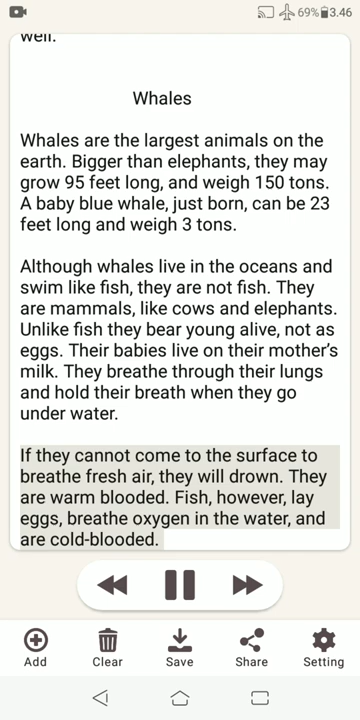 69% 3.46
well.
Whales
Whales are the largest animals on the
earth. Bigger than elephants, they may
grow 95 feet long, and weigh 150 tons.
A baby blue whale, just born, can be 23
feet long and weigh 3 tons.
Although whales live in the oceans and
swim like fish, they are not fish. They
are mammals, like cows and elephants.
Unlike fish they bear young alive, not as
eggs. Their babies live on their mother’s
milk. They breathe through their lungs
and hold their breath when they go
under water.
If they cannot come to the surface to
breathe fresh air, they will drown. They
are warm blooded. Fish, however, lay
eggs, breathe oxygen in the water, and
are cold-blooded.
Add Clear Save Share Setting